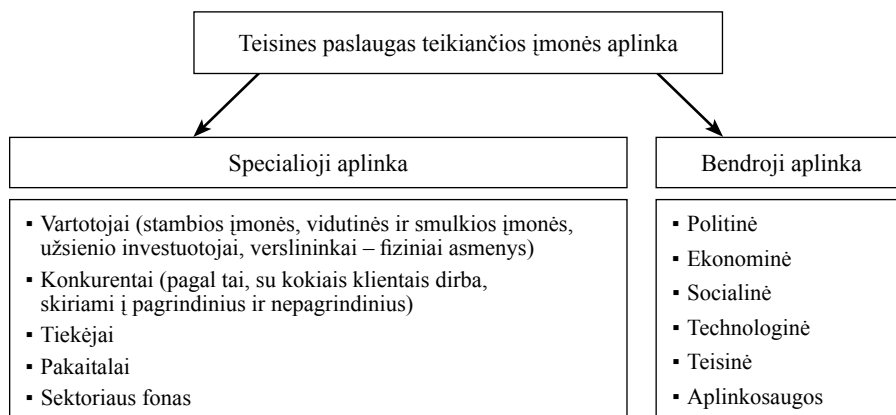 Teisines paslaugas teikiančios įmonės aplinka
Specialioji aplinka
▪ Vartotojai (stambios įmonės, vidutinės ir smulkios įmonės,
užsienio investuotojai, verslininkai – fiziniai asmenys)
▪ Konkurentai (pagal tai, su kokiais klientais dirba,
skiriami į pagrindinius ir nepagrindinius)
▪ Tiekėjai
▪ Pakaitalai
▪ Sektoriaus fonas
Bendroji aplinka
▪ Politinė
▪ Ekonominė
▪ Socialinė
▪ Technologinė
▪ Teisinė
▪ Aplinkosaugos